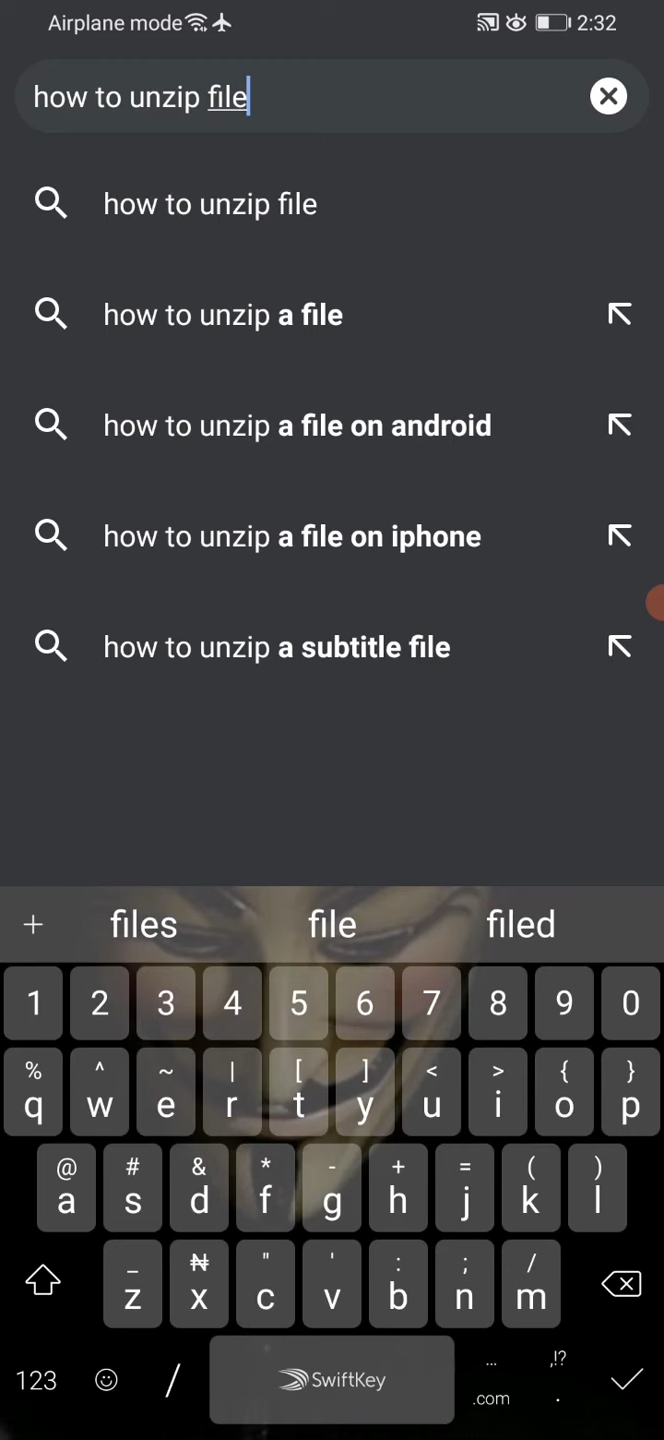 Airplane mode 2:32
how to unzip file
how to unzip file
how to unzip a file
how to unzip a file on android
how to unzip a file on iphone
how to unzip a subtitle file
+ files file filed
1 2 3 4 5 6 7 8 9 0
% ^ ~ | [ ] < > { }
q w e r t y u i o p
@ # & * - + = ( )
a s d f g h j k l
_ ₦ " ' : ; /
z x c v b n m
123 / SwiftKey ... .com ,!? .